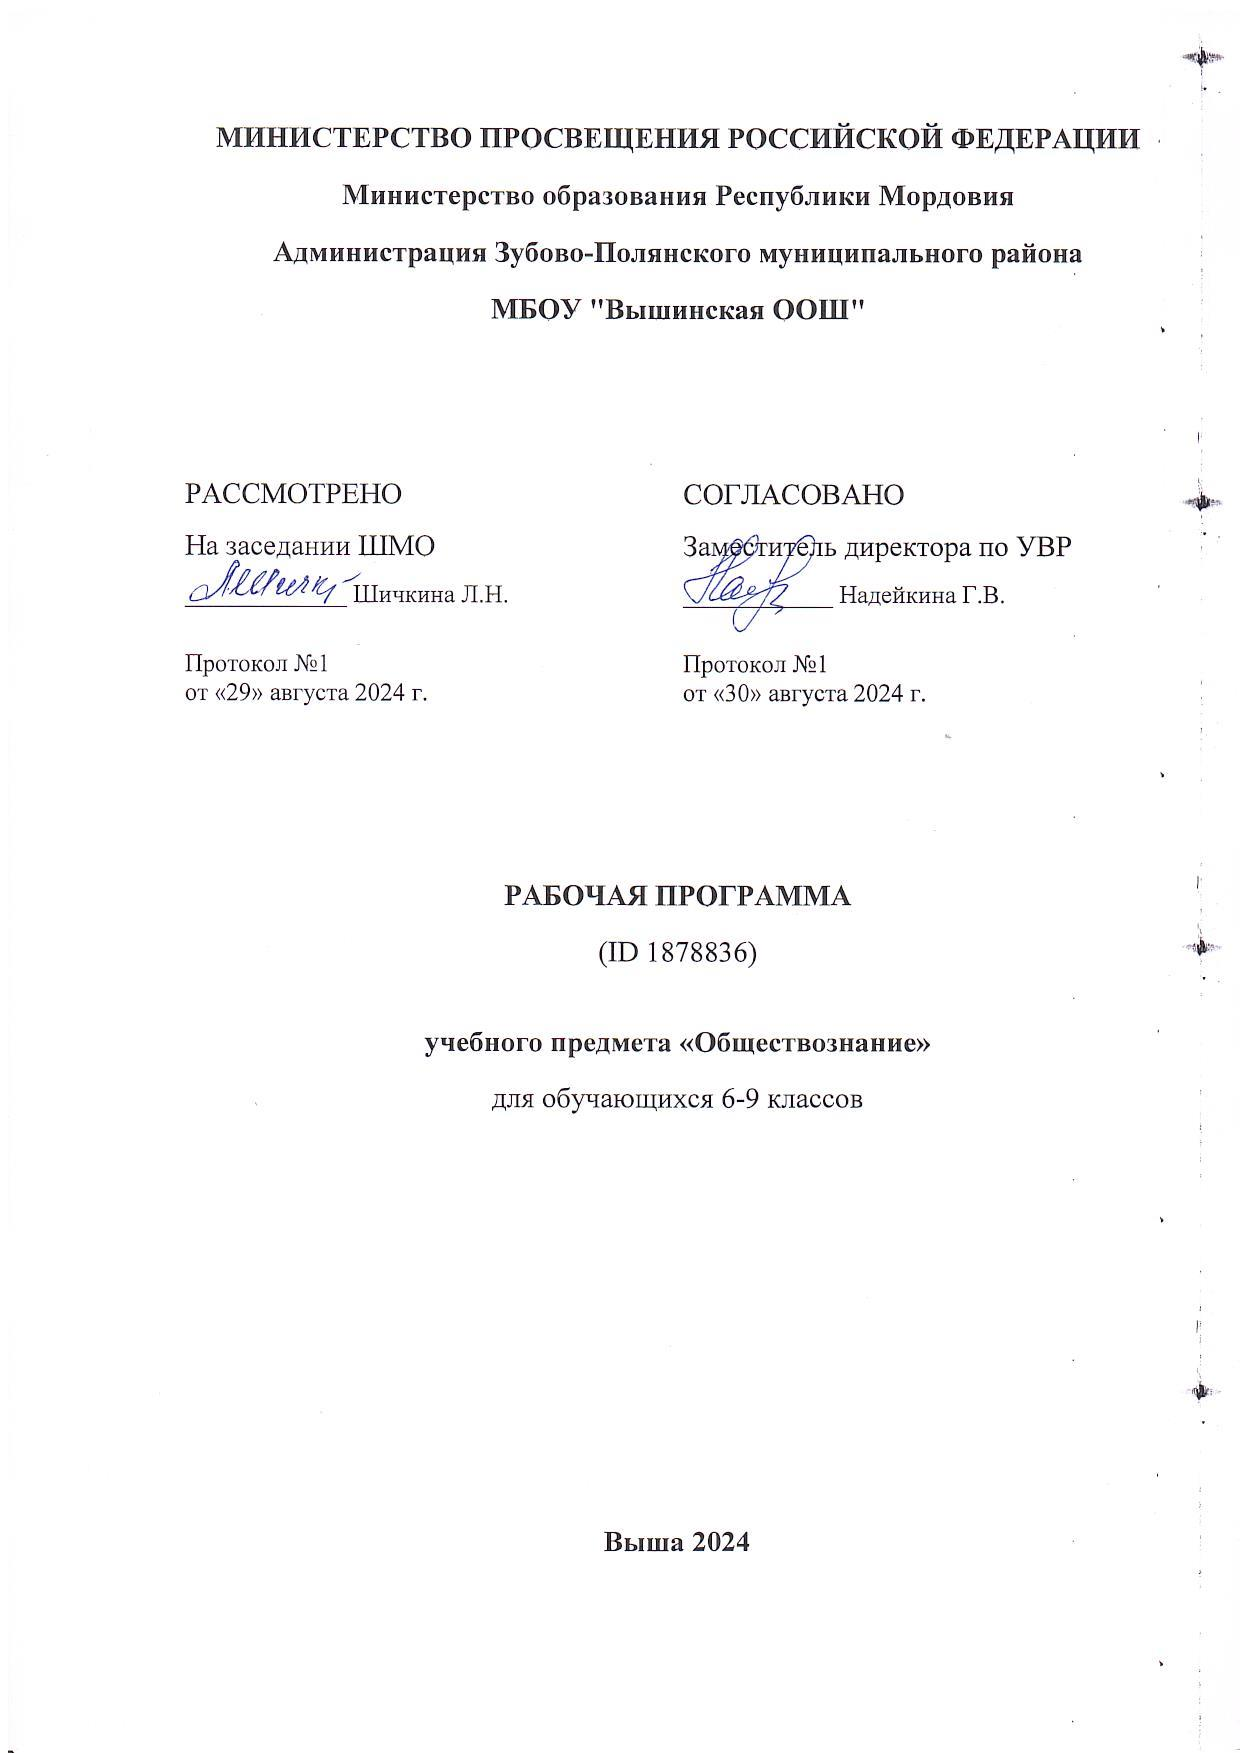 МИНИСТЕРСТВО ПРОСВЕЩЕНИЯ РОССИЙСКОЙ ФЕДЕРАЦИИ
Министерство образования Республики Мордовия
Администрация Зубово-Полянского муниципального района
МБОУ "Вышинская ООШ"
РАССМОТРЕНО
На заседании ШМО
Шичкина Л.Н.
Протокол №1
от «29» августа 2024 г.
СОГЛАСОВАНО
Заместитель директора по УВР
Надейкина Г.В.
Протокол №1
от «30» августа 2024 г.
РАБОЧАЯ ПРОГРАММА
(ID 1878836)
учебного предмета «Обществознание»
для обучающихся 6-9 классов
Выша 2024